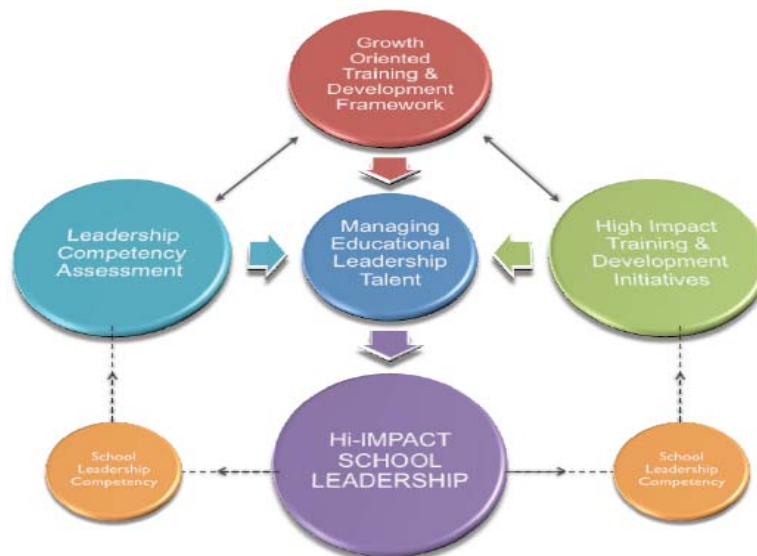 Growth
Oriented
Training &
Development
Framework
Leadership
Competency
Assessment
Managing
Educational
Leadership
Talent
High Impact
Training &
Development
Initiatives
School
Leadership
Competency
Hi-IMPACT
SCHOOL
LEADERSHIP
School
Leadership
Competency